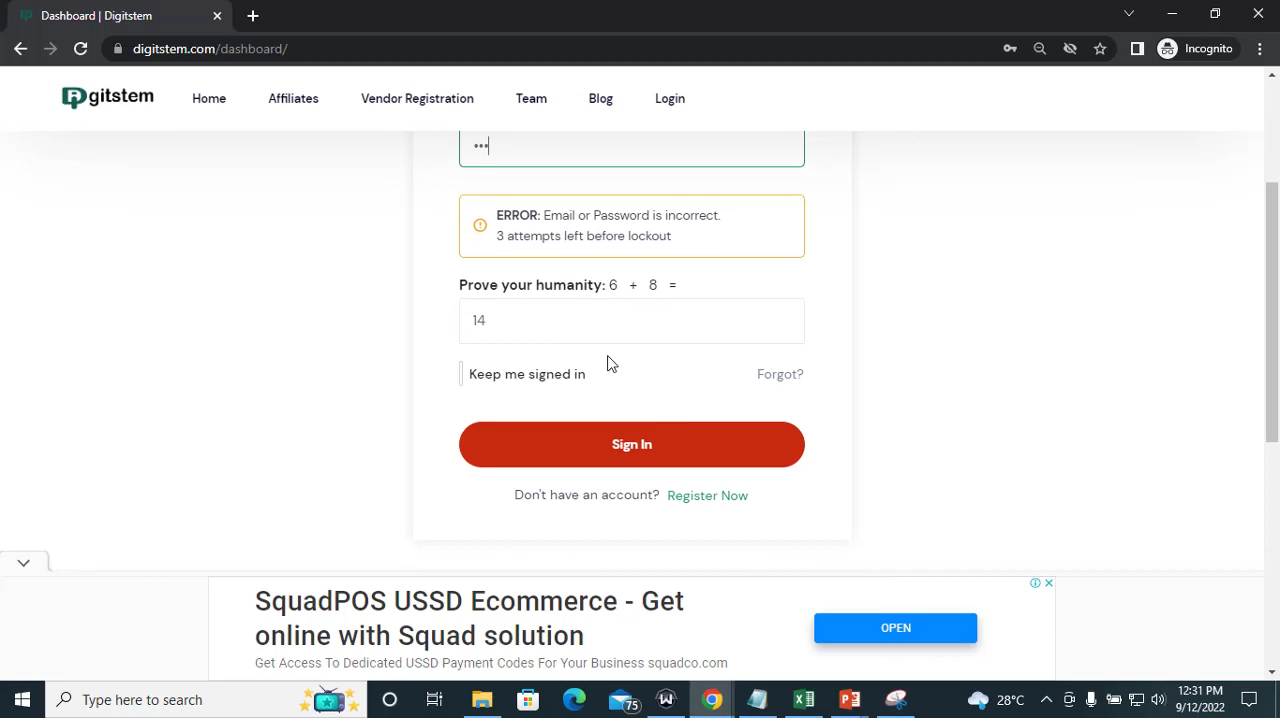 Dashboard | Digitstem
digitstem.com/dashboard/
Incognito
gitstem
Home
Affiliates
Vendor Registration
Team
Blog
Login
•••
ERROR: Email or Password is incorrect.
3 attempts left before lockout
Prove your humanity: 6 + 8 =
14
Keep me signed in
Forgot?
Sign In
Don't have an account? Register Now
SquadPOS USSD Ecommerce - Get
online with Squad solution
Get Access To Dedicated USSD Payment Codes For Your Business squadco.com
OPEN
Type here to search
75
28°C
12:31 PM
9/12/2022